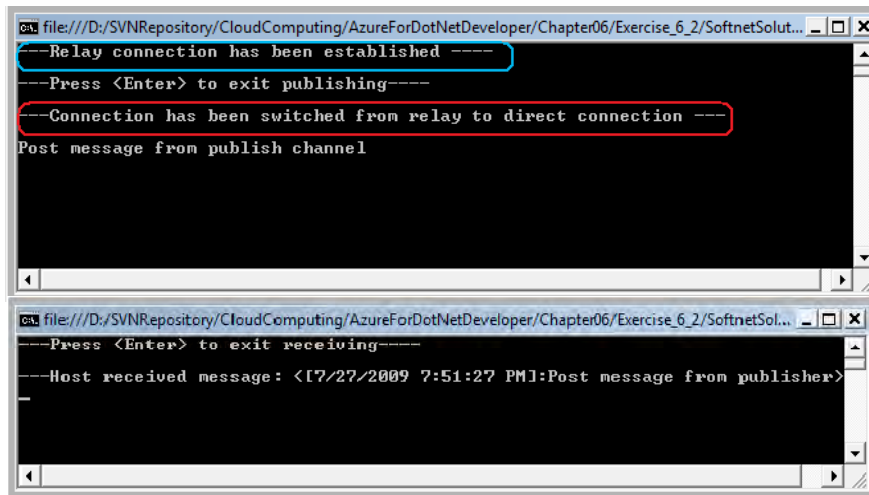 file:///D:/SVNRepository/CloudComputing/AzureForDotNetDeveloper/Chapter06/Exercise_6_2/SoftnetSolut...
---Relay connection has been established ----
---Press <Enter> to exit publishing----
---Connection has been switched from relay to direct connection ---
Post message from publish channel
file:///D:/SVNRepository/CloudComputing/AzureForDotNetDeveloper/Chapter06/Exercise_6_2/SoftnetSol...
---Press <Enter> to exit receiving----
---Host received message: <[7/27/2009 7:51:27 PM]:Post message from publisher>